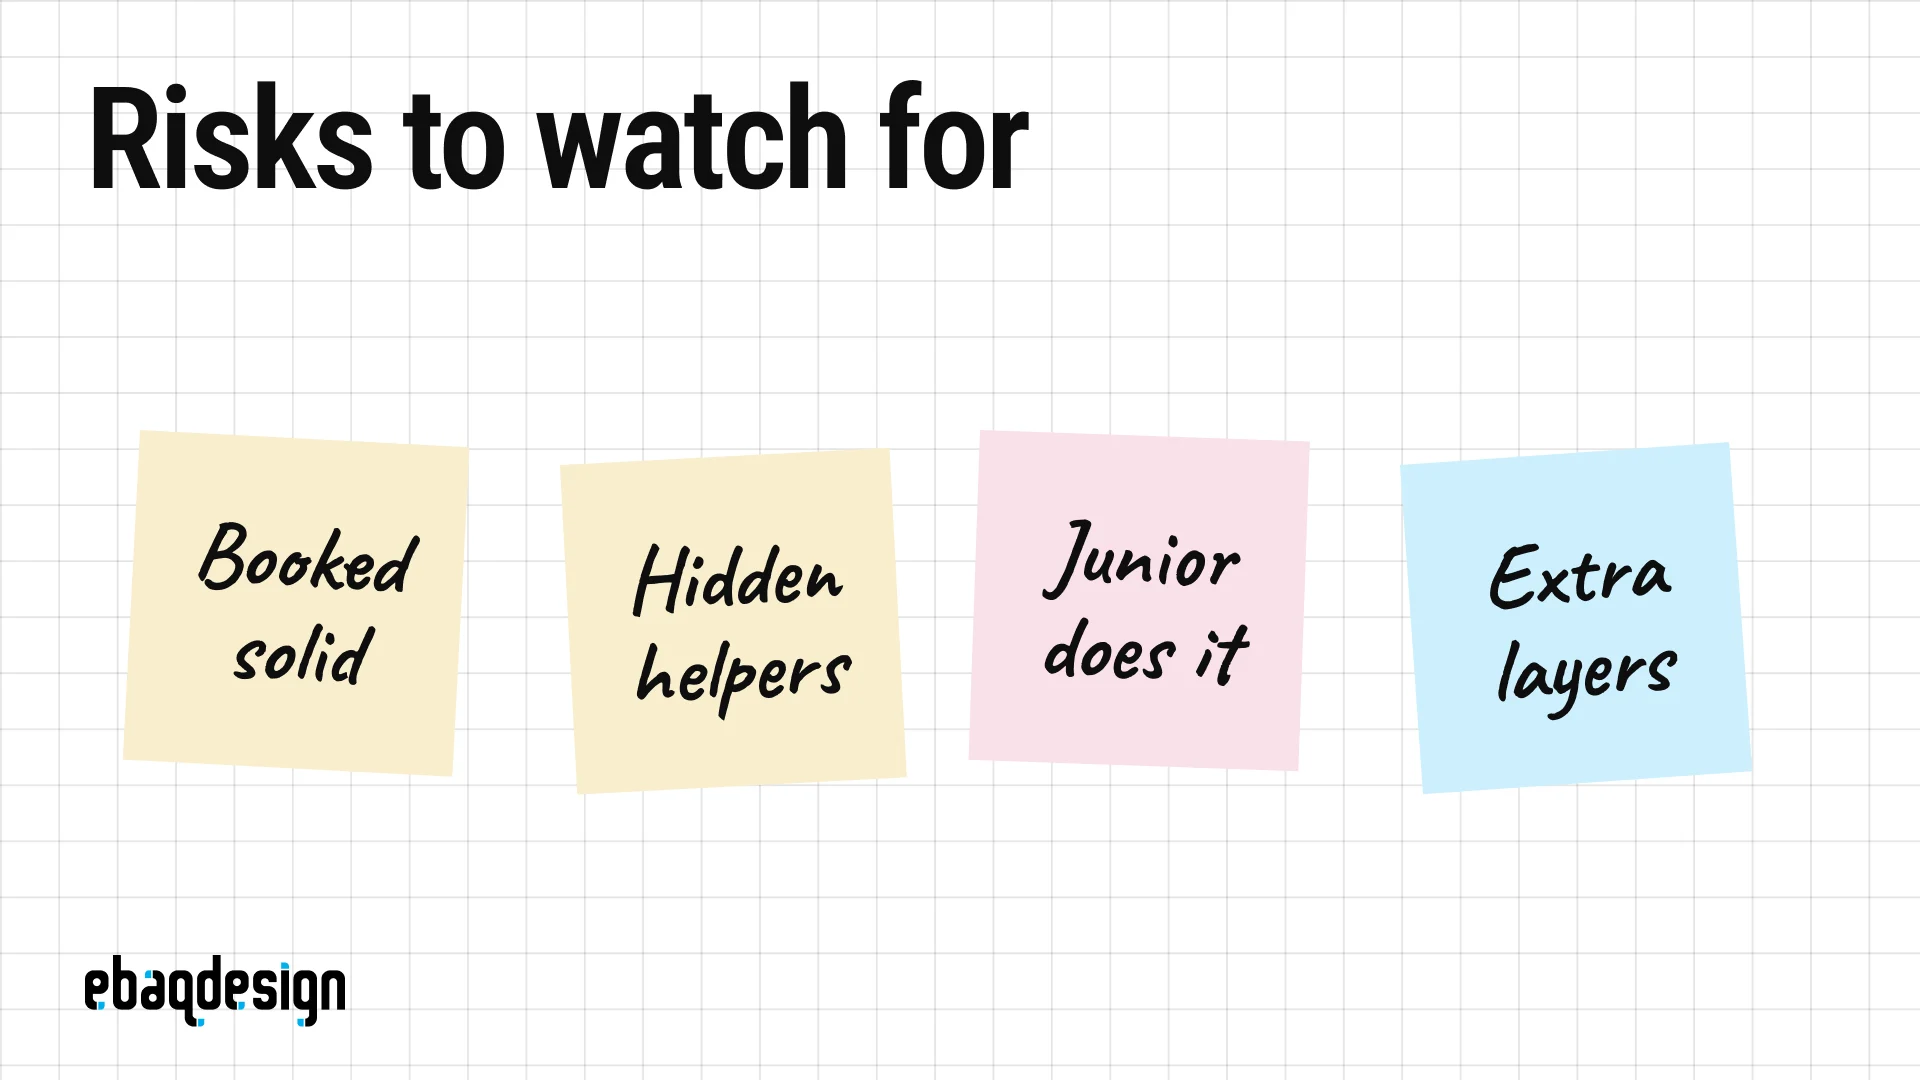 Risks to watch for
Booked
solid
Hidden
helpers
Junior
does it
Extra
layers
ebaqdesign